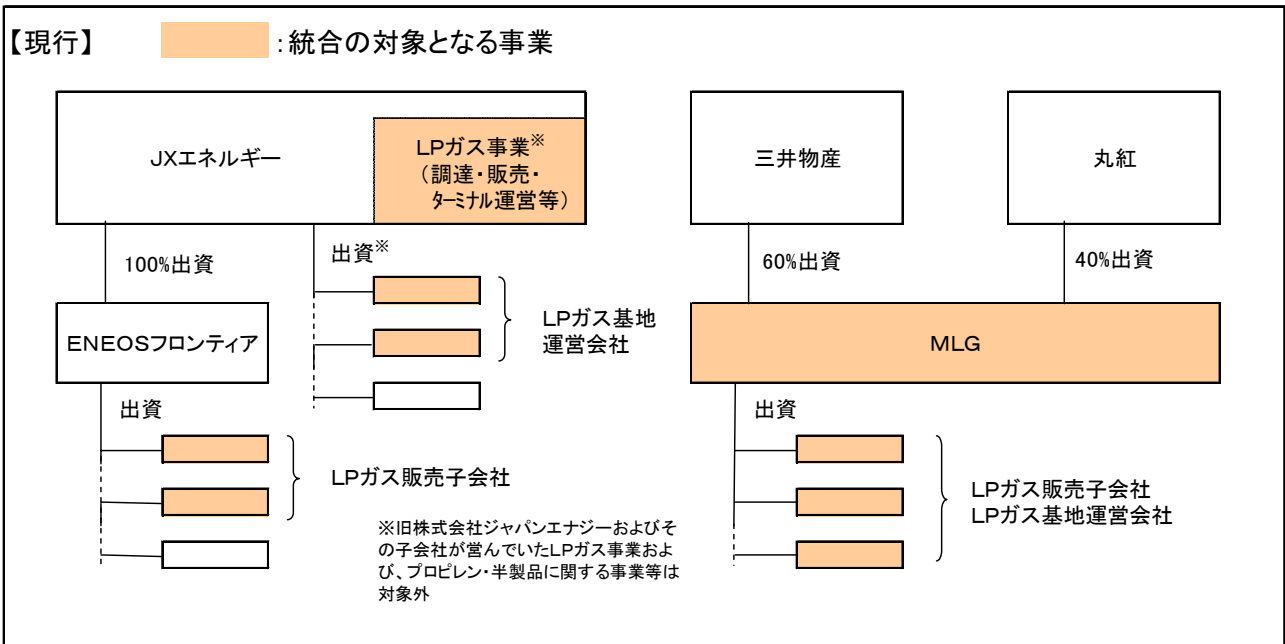 【現行】
:統合の対象となる事業
JXエネルギー
LPガス事業※
（調達・販売・
ターミナル運営等）
三井物産
丸紅
100%出資
出資※
60%出資
40%出資
ENEOSフロンティア
LPガス基地
運営会社
MLG
出資
LPガス販売子会社
出資
LPガス販売子会社
LPガス基地運営会社
※旧株式会社ジャパンエナジーおよびそ
の子会社が営んでいたLPガス事業およ
び、プロピレン・半製品に関する事業等は
対象外